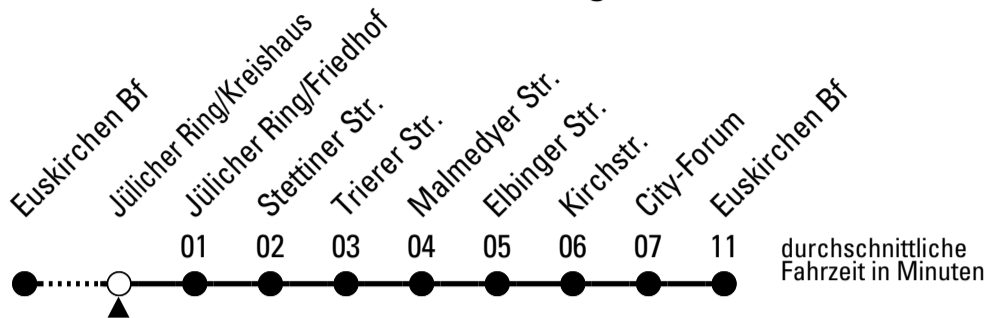 Euskirchen Bf
Jülicher Ring/Kreishaus
Jülicher Ring/Friedhof
Stettiner Str.
Trierer Str.
Malmedyer Str.
Elbinger Str.
Kirchstr.
City-Forum
Euskirchen Bf
01 02 03 04 05 06 07 11
durchschnittliche
Fahrzeit in Minuten